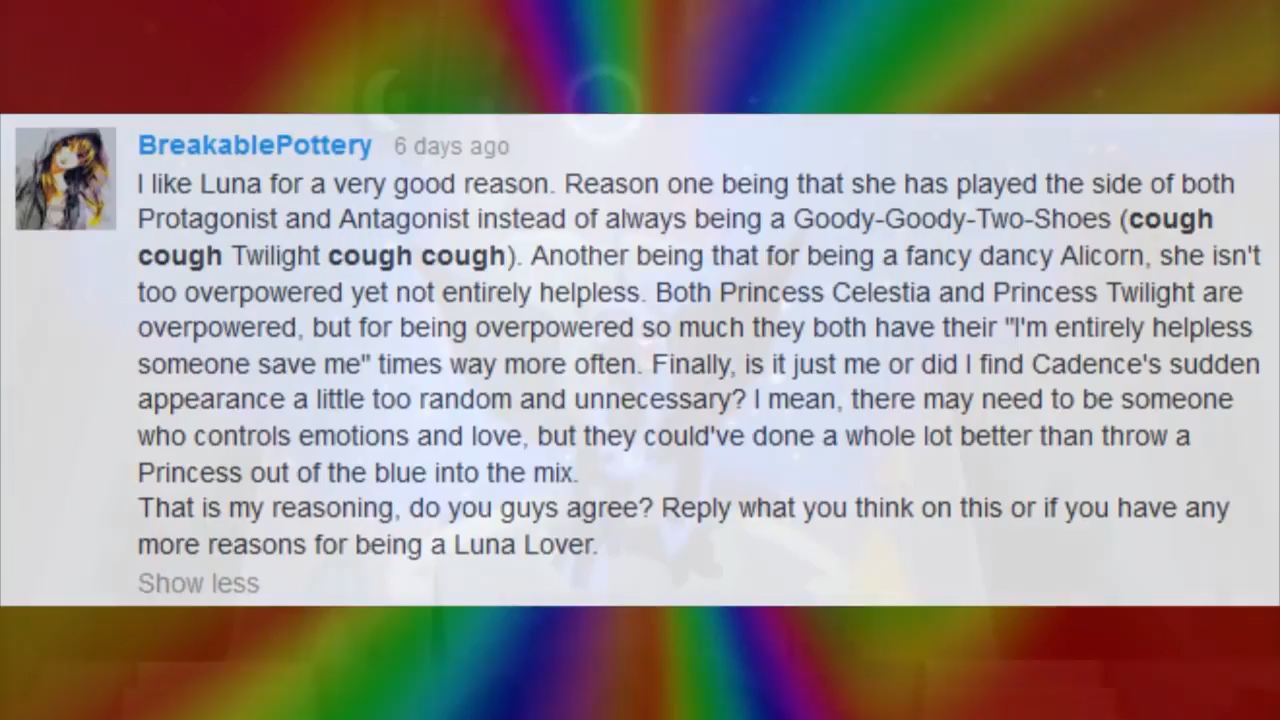 BreakablePottery 6 days ago
I like Luna for a very good reason. Reason one being that she has played the side of both
Protagonist and Antagonist instead of always being a Goody-Goody-Two-Shoes (cough
cough Twilight cough cough). Another being that for being a fancy dancy Alicorn, she isn't
too overpowered yet not entirely helpless. Both Princess Celestia and Princess Twilight are
overpowered, but for being overpowered so much they both have their "I'm entirely helpless
someone save me" times way more often. Finally, is it just me or did I find Cadence's sudden
appearance a little too random and unnecessary? I mean, there may need to be someone
who controls emotions and love, but they could've done a whole lot better than throw a
Princess out of the blue into the mix.
That is my reasoning, do you guys agree? Reply what you think on this or if you have any
more reasons for being a Luna Lover.
Show less